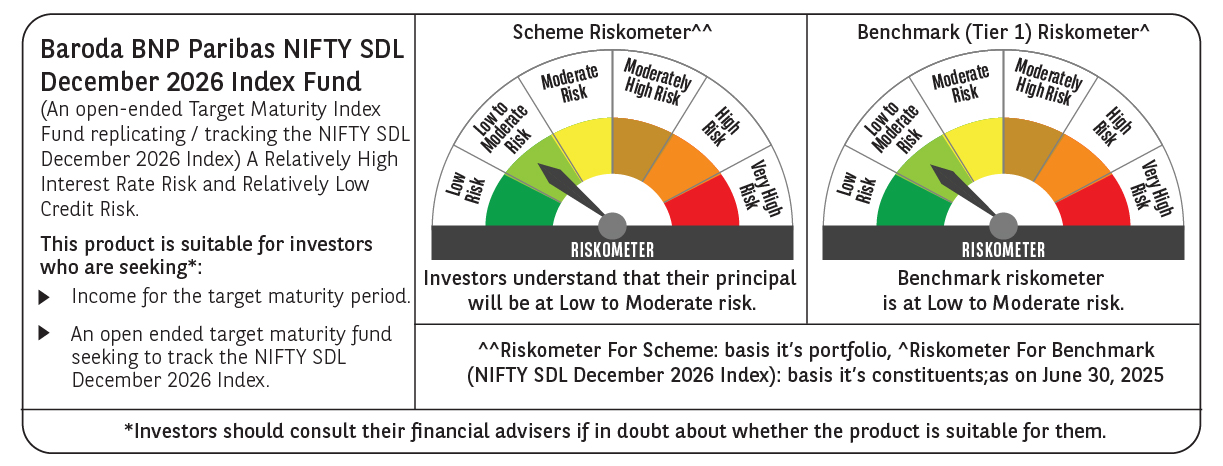 Baroda BNP Paribas NIFTY SDL
December 2026 Index Fund
(An open-ended Target Maturity Index
Fund replicating / tracking the NIFTY SDL
December 2026 Index) A Relatively High
Interest Rate Risk and Relatively Low
Credit Risk.
This product is suitable for investors
who are seeking*:
Income for the target maturity period.
An open ended target maturity fund
seeking to track the NIFTY SDL
December 2026 Index.
Scheme Riskometer^^
Low
Risk
Low to
Moderate
Risk
Moderate
Risk
Moderately
High Risk
High
Risk
Very High
Risk
RISKOMETER
Investors understand that their principal
will be at Low to Moderate risk.
Benchmark (Tier 1) Riskometer^
Low
Risk
Low to
Moderate
Risk
Moderate
Risk
Moderately
High Risk
High
Risk
Very High
Risk
RISKOMETER
Benchmark riskometer
is at Low to Moderate risk.
^^Riskometer For Scheme: basis it's portfolio, ^Riskometer For Benchmark
(NIFTY SDL December 2026 Index): basis it's constituents;as on June 30, 2025
*Investors should consult their financial advisers if in doubt about whether the product is suitable for them.